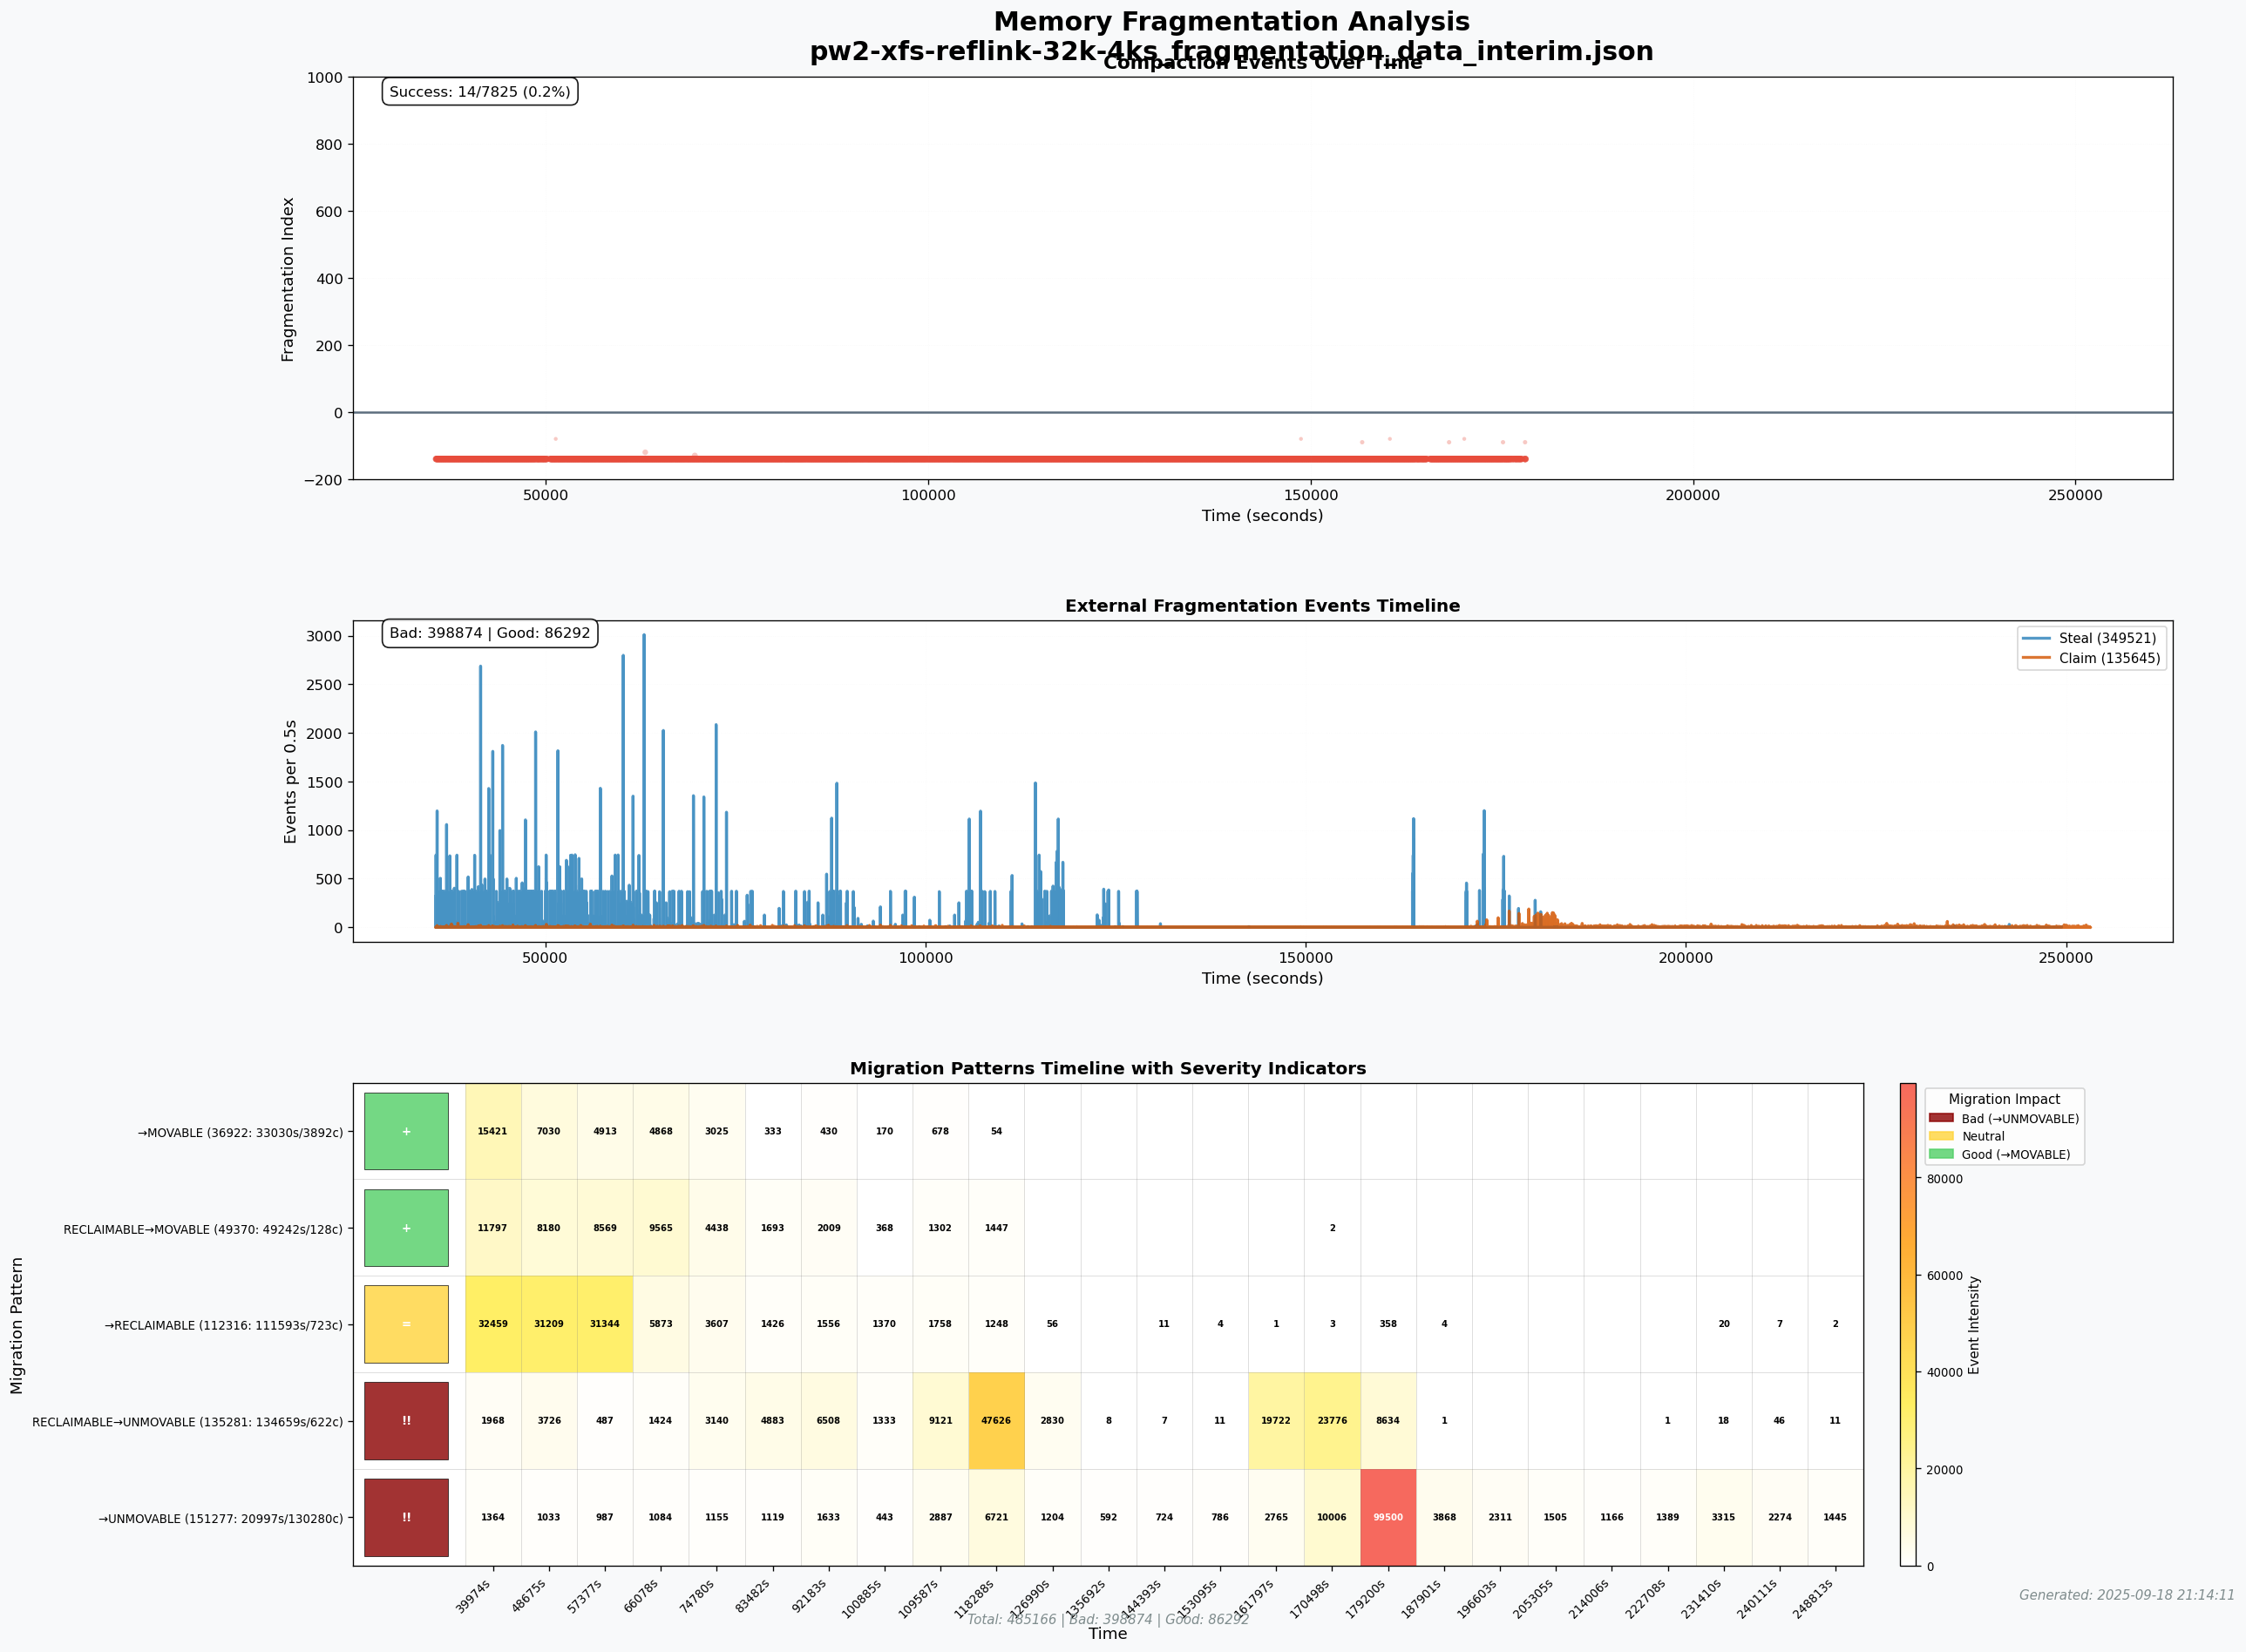 Memory Fragmentation Analysis
pw2-xfs-reflink-32k-4ks_fragmentation_data_interim.json
Compaction Events Over Time
Success: 14/7825 (0.2%)
1000
800
600
400
200
0
−200
Fragmentation Index
50000 100000 150000 200000 250000
Time (seconds)
External Fragmentation Events Timeline
Bad: 398874 | Good: 86292
Steal (349521)
Claim (135645)
3000
2500
2000
1500
1000
500
0
Events per 0.5s
50000 100000 150000 200000 250000
Time (seconds)
Migration Patterns Timeline with Severity Indicators
→MOVABLE (36922: 33030s/3892c) + 15421 7030 4913 4868 3025 333 430 170 678 54
RECLAIMABLE→MOVABLE (49370: 49242s/128c) + 11797 8180 8569 9565 4438 1693 2009 368 1302 1447 2
→RECLAIMABLE (112316: 111593s/723c) = 32459 31209 31344 5873 3607 1426 1556 1370 1758 1248 56 11 4 1 3 358 4 20 7 2
RECLAIMABLE→UNMOVABLE (135281: 134659s/622c) !! 1968 3726 487 1424 3140 4883 6508 1333 9121 47626 2830 8 7 11 19722 23776 8634 1 1 18 46 11
→UNMOVABLE (151277: 20997s/130280c) !! 1364 1033 987 1084 1155 1119 1633 443 2887 6721 1204 592 724 786 2765 10006 99500 3868 2311 1505 1166 1389 3315 2274 1445
Migration Pattern
39974s 48675s 57377s 66078s 74780s 83482s 92183s 100885s 109587s 118288s 126990s 135692s 144393s 153095s 161797s 170498s 179200s 187901s 196603s 205305s 214006s 222708s 231410s 240111s 248813s
Time
Migration Impact
Bad (→UNMOVABLE)
Neutral
Good (→MOVABLE)
80000
60000
40000
20000
0
Event Intensity
Generated: 2025-09-18 21:14:11
Total: 485166 | Bad: 398874 | Good: 86292